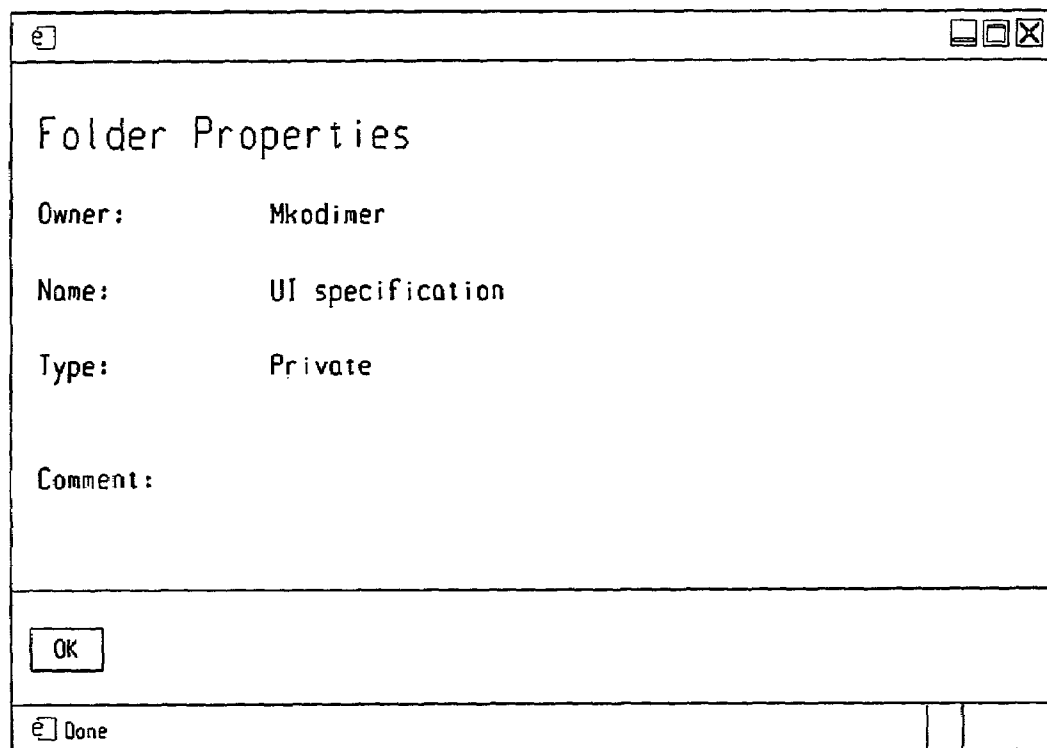 Folder Properties
Owner: Mkodimer
Name: UI specification
Type: Private
Comment:
OK
Done